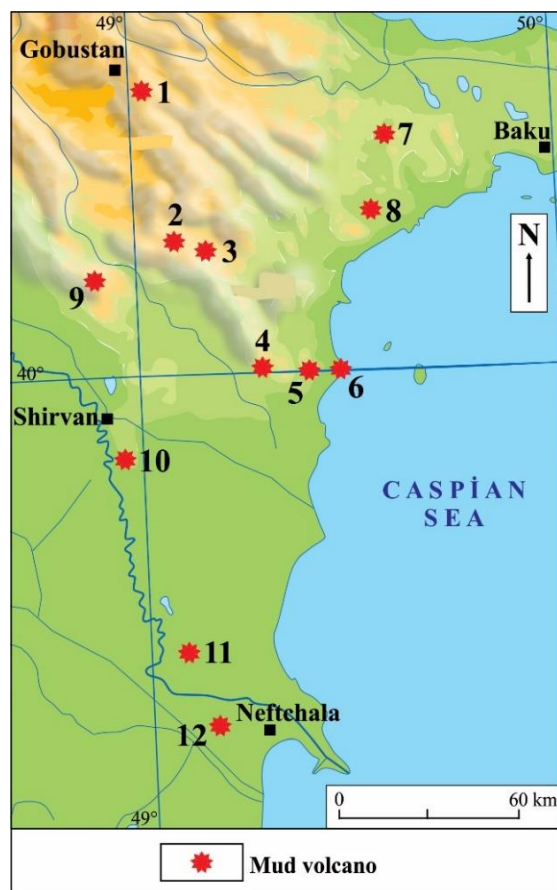 49°
50°
Gobustan
1
7
Baku
8
2
3
N
9
4
40°
5
6
Shirvan
10
CASPİAN
SEA
11
Neftchala
12
0
60 km
49°
Mud volcano